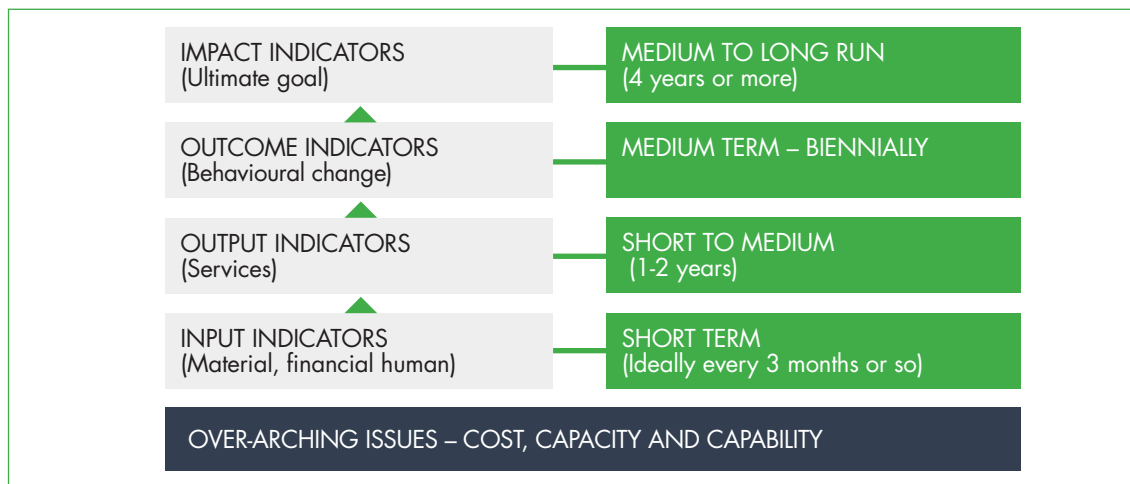 IMPACT INDICATORS
(Ultimate goal)
MEDIUM TO LONG RUN
(4 years or more)
OUTCOME INDICATORS
(Behavioural change)
MEDIUM TERM – BIENNIALLY
OUTPUT INDICATORS
(Services)
SHORT TO MEDIUM
(1-2 years)
INPUT INDICATORS
(Material, financial human)
SHORT TERM
(Ideally every 3 months or so)
OVER-ARCHING ISSUES – COST, CAPACITY AND CAPABILITY